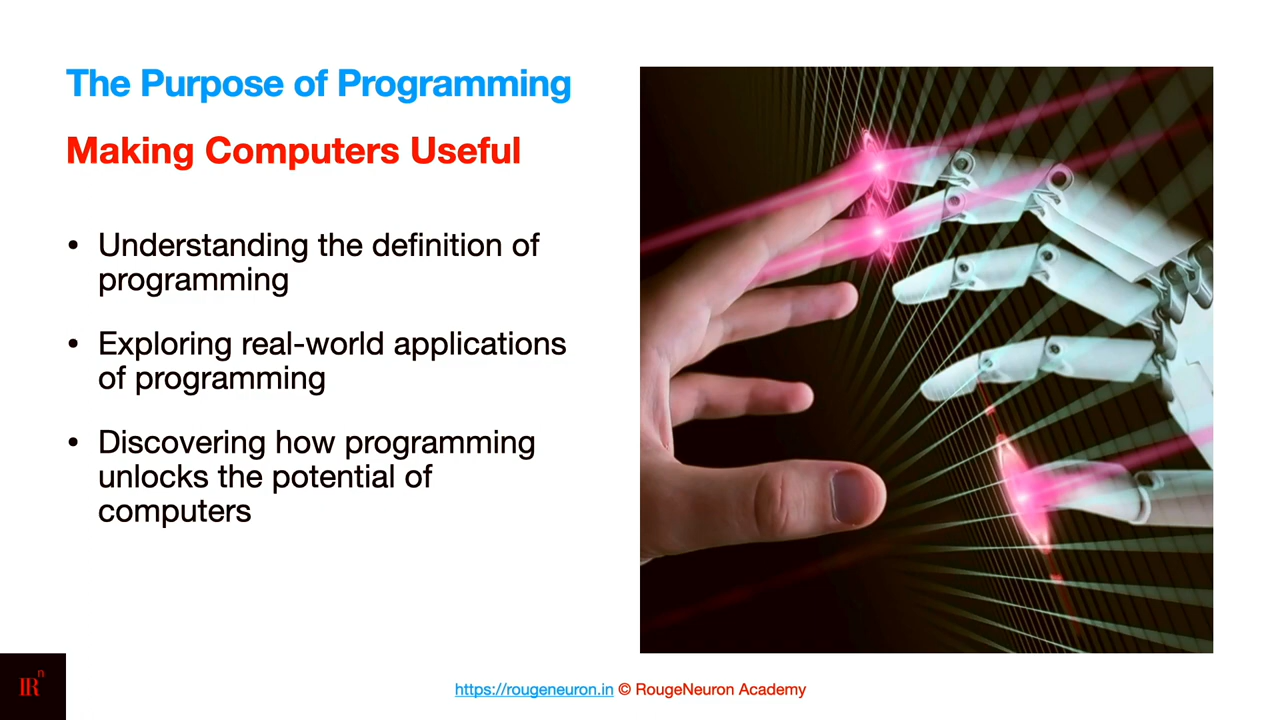 The Purpose of Programming
Making Computers Useful
• Understanding the definition of
programming
• Exploring real-world applications
of programming
• Discovering how programming
unlocks the potential of
computers
IRⁿ
https://rougeneuron.in © RougeNeuron Academy